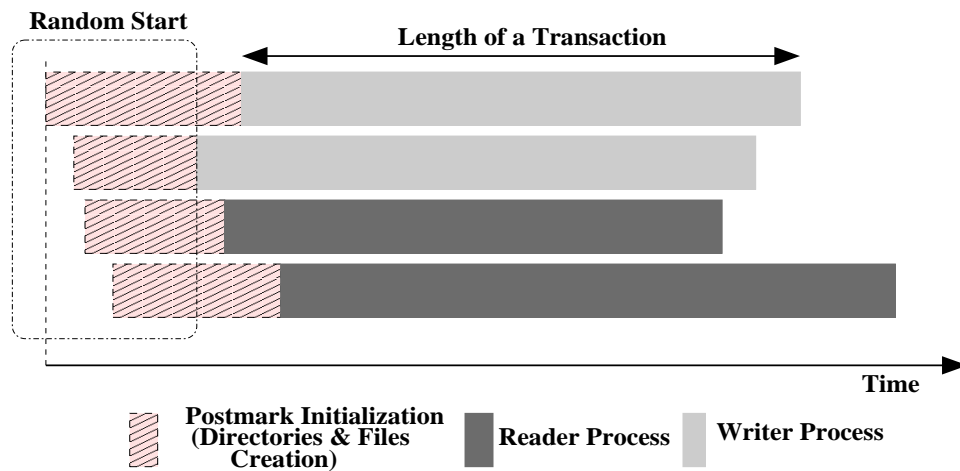 Random Start
Length of a Transaction
Time
Postmark Initialization
(Directories & Files
Creation)
Reader Process
Writer Process